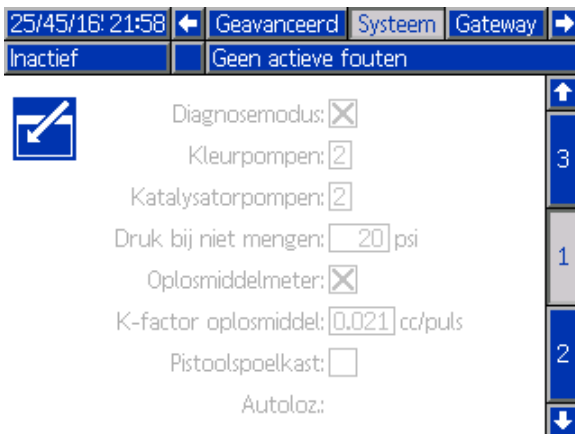 25/45/16' 21:58 Geavanceerd Systeem Gateway
Inactief Geen actieve fouten
Diagnosemodus:
3
Kleurpompen: 2
Katalysatorpompen: 2
Druk bij niet mengen: 20 psi
1
Oplosmiddelmeter:
K-factor oplosmiddel: 0.021 cc/puls
Pistoolspoelkast:
2
Autoloz.: